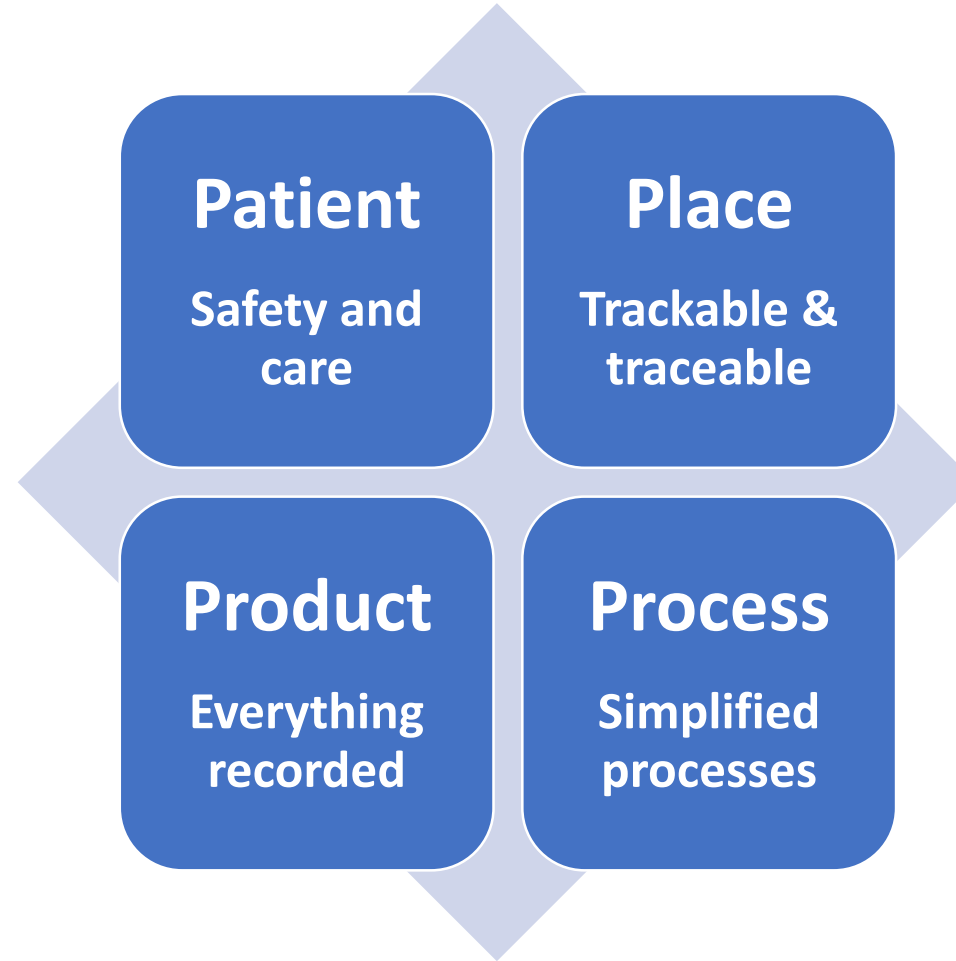 Patient
Safety and
care
Place
Trackable &
traceable
Product
Everything
recorded
Process
Simplified
processes